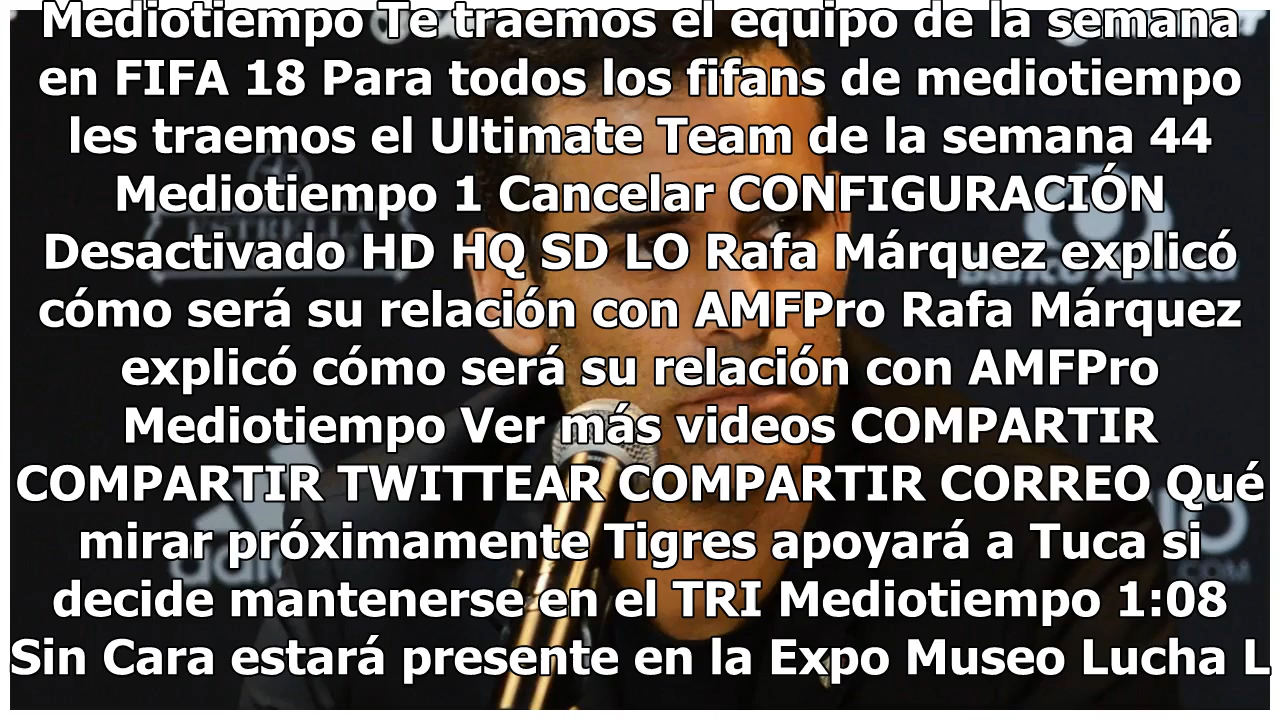 Mediotiempo Te traemos el equipo de la semana
en FIFA 18 Para todos los fifans de mediotiempo
les traemos el Ultimate Team de la semana 44
Mediotiempo 1 Cancelar CONFIGURACIÓN
Desactivado HD HQ SD LO Rafa Márquez explicó
cómo será su relación con AMFPro Rafa Márquez
explicó cómo será su relación con AMFPro
Mediotiempo Ver más videos COMPARTIR
COMPARTIR TWITTEAR COMPARTIR CORREO Qué
mirar próximamente Tigres apoyará a Tuca si
decide mantenerse en el TRI Mediotiempo 1:08
Sin Cara estará presente en la Expo Museo Lucha L